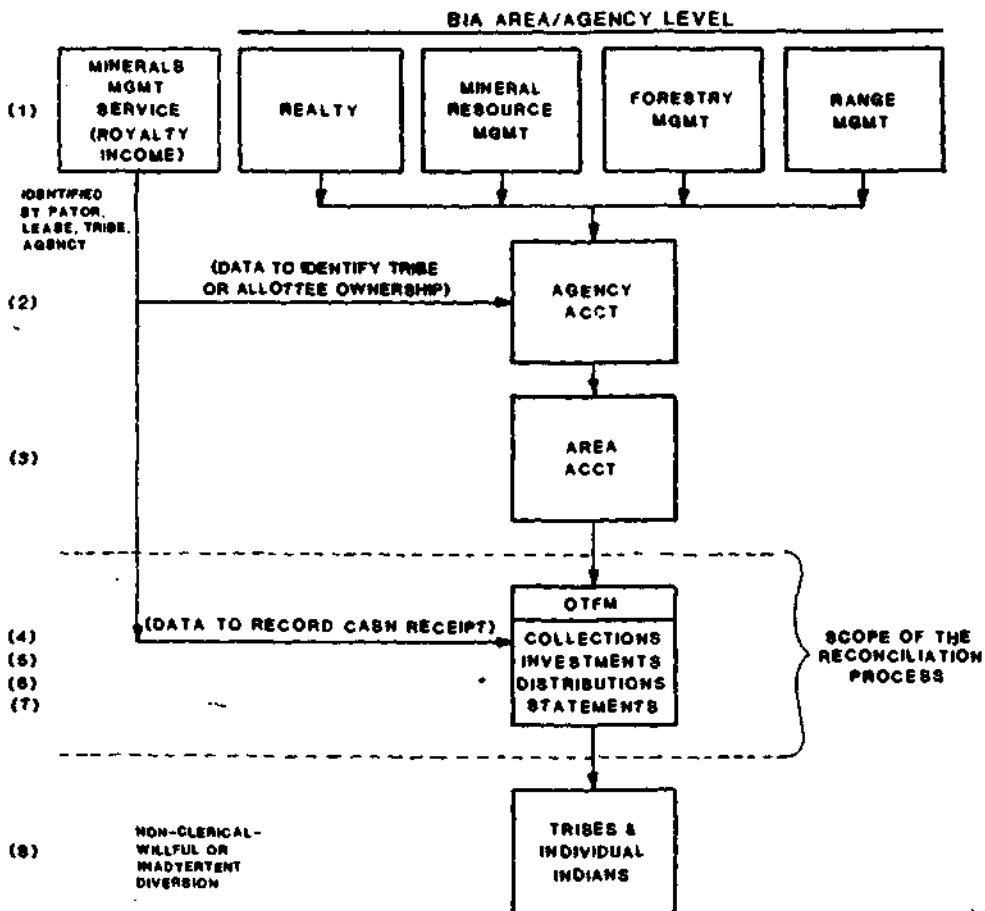 BIA AREA/AGENCY LEVEL
(1)
MINERALS
MGMT
SERVICE
(ROYALTY
INCOME)
REALTY
MINERAL
RESOURCE
MGMT
FORESTRY
MGMT
RANGE
MGMT
IDENTIFIED
BY PAYOR,
LEASE, TRIBE,
AGENCY
(2)
(DATA TO IDENTIFY TRIBE
OR ALLOTTEE OWNERSHIP)
AGENCY
ACCT
(3)
AREA
ACCT
OTFM
(4)
(DATA TO RECORD CASH RECEIPT)
COLLECTIONS
(5)
INVESTMENTS
(6)
DISTRIBUTIONS
(7)
STATEMENTS
SCOPE OF THE
RECONCILIATION
PROCESS
(8)
NON-CLERICAL-
WILLFUL OR
INADVERTENT
DIVERSION
TRIBES &
INDIVIDUAL
INDIANS